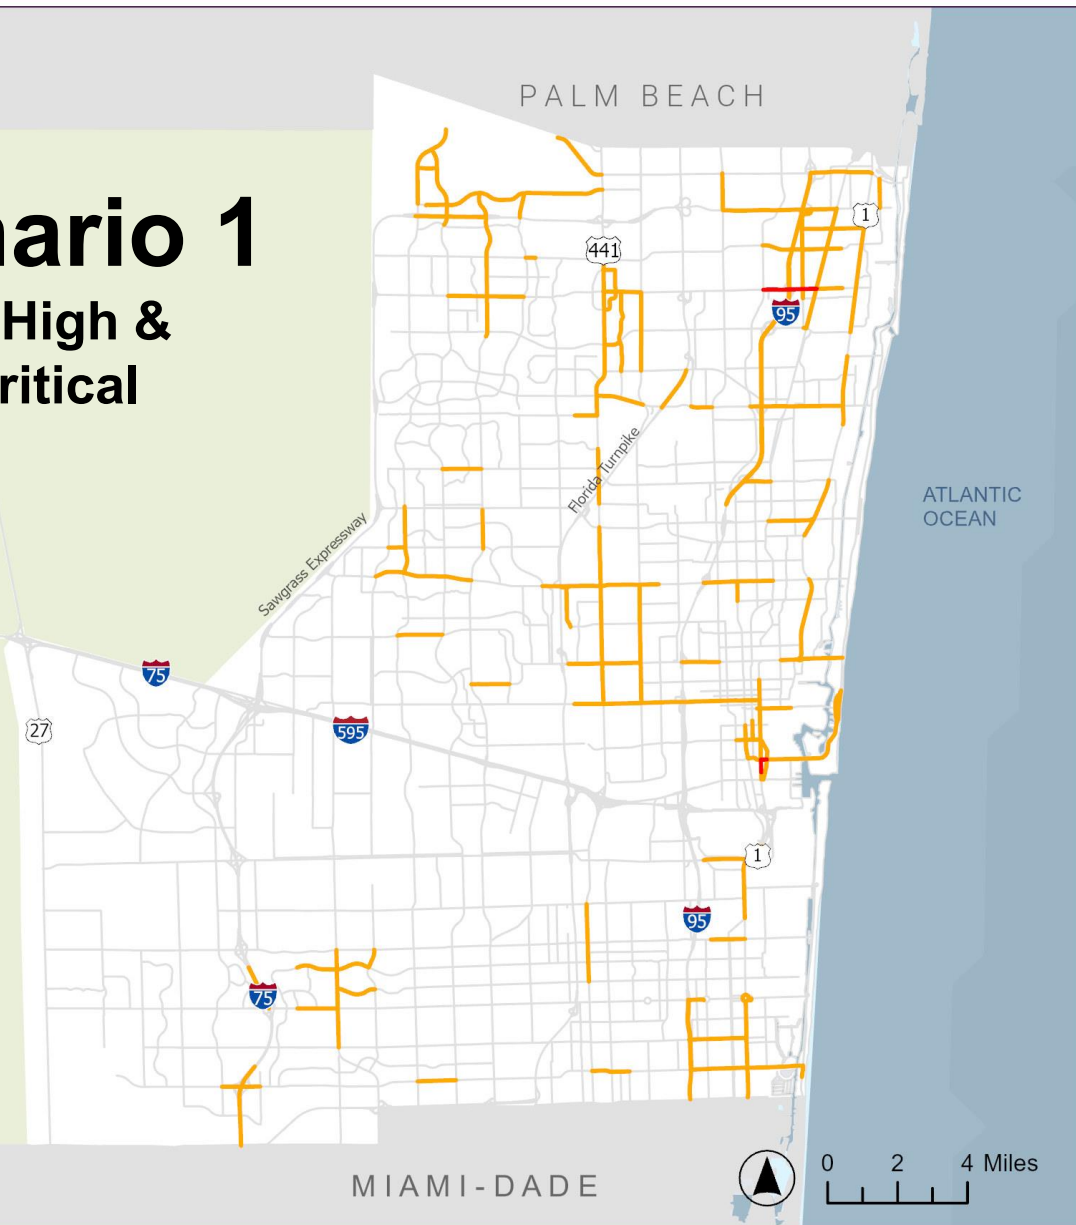 PALM BEACH
nario 1
High &
ritical
1
441
95
Florida Turnpike
ATLANTIC
OCEAN
Sawgrass Expressway
75
27
595
1
95
75
MIAMI-DADE
0 2 4 Miles